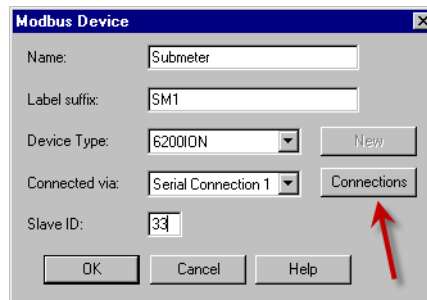 Modbus Device
Name: Submeter
Label suffix: SM1
Device Type: 6200ION New
Connected via: Serial Connection 1 Connections
Slave ID: 33
OK Cancel Help